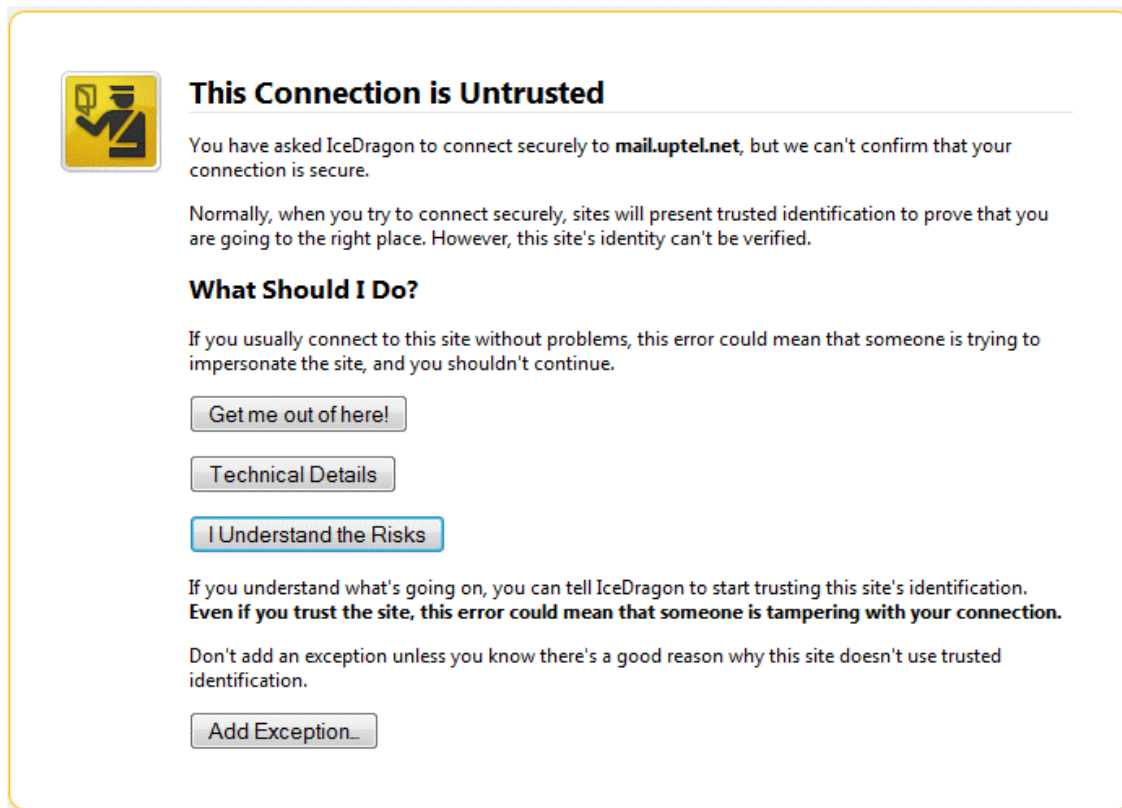 This Connection is Untrusted
You have asked IceDragon to connect securely to mail.uptel.net, but we can't confirm that your
connection is secure.
Normally, when you try to connect securely, sites will present trusted identification to prove that you
are going to the right place. However, this site's identity can't be verified.
What Should I Do?
If you usually connect to this site without problems, this error could mean that someone is trying to
impersonate the site, and you shouldn't continue.
Get me out of here!
Technical Details
I Understand the Risks
If you understand what's going on, you can tell IceDragon to start trusting this site's identification.
Even if you trust the site, this error could mean that someone is tampering with your connection.
Don't add an exception unless you know there's a good reason why this site doesn't use trusted
identification.
Add Exception...